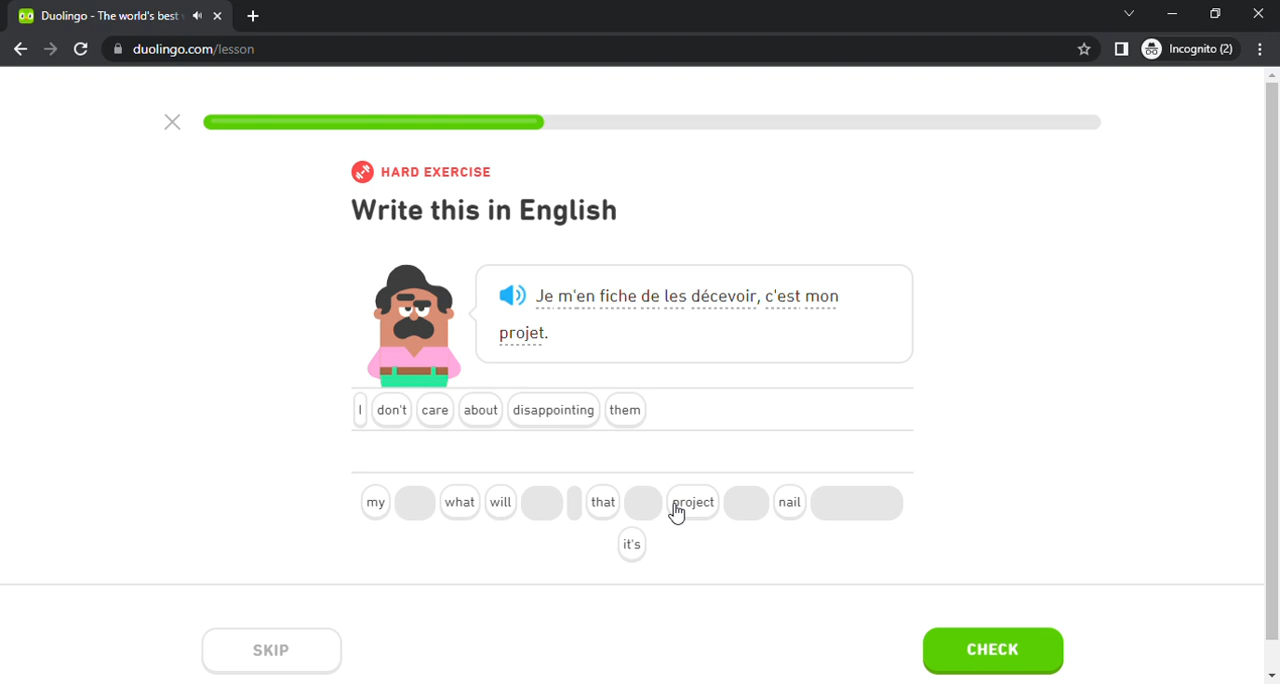 Duolingo - The world's best
duolingo.com/lesson
Incognito (2)
HARD EXERCISE
Write this in English
Je m'en fiche de les décevoir, c'est mon
projet.
I don't care about disappointing them
my what will that project nail
it's
SKIP
CHECK